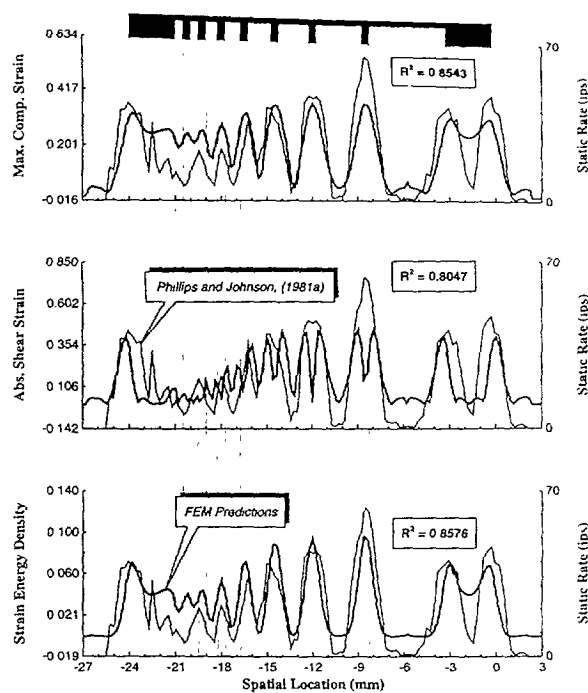 0 634
0 417
0 201
-0 016
Max. Comp. Strain
R² = 0.8543
70
0
Static Rate (ips)
0 850
0 602
0 354
0 106
-0 142
Abs. Shear Strain
Phillips and Johnson, (1981a)
R² = 0.8047
70
0
Static Rate (ips)
0 140
0 100
0 060
0 021
-0 019
Strain Energy Density
FEM Predictions
R² = 0.8576
70
0
Static Rate (ips)
-27 -24 -21 -18 -15 -12 -9 -6 -3 0 3
Spatial Location (mm)